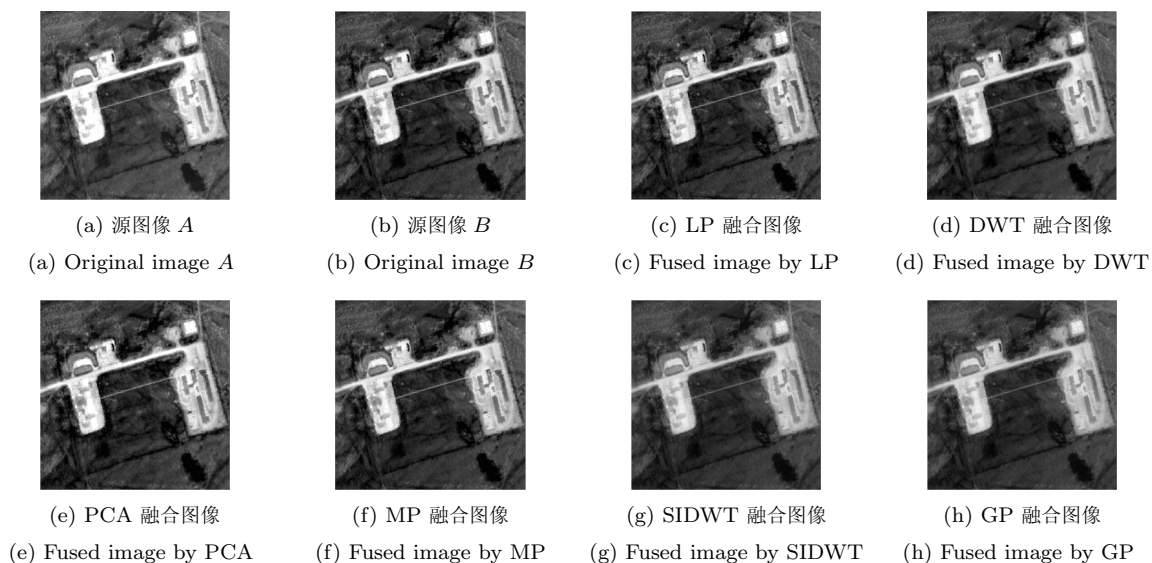 (a) 源图像 A
(b) 源图像 B
(c) LP 融合图像
(d) DWT 融合图像
(a) Original image A
(b) Original image B
(c) Fused image by LP
(d) Fused image by DWT
(e) PCA 融合图像
(f) MP 融合图像
(g) SIDWT 融合图像
(h) GP 融合图像
(e) Fused image by PCA
(f) Fused image by MP
(g) Fused image by SIDWT
(h) Fused image by GP